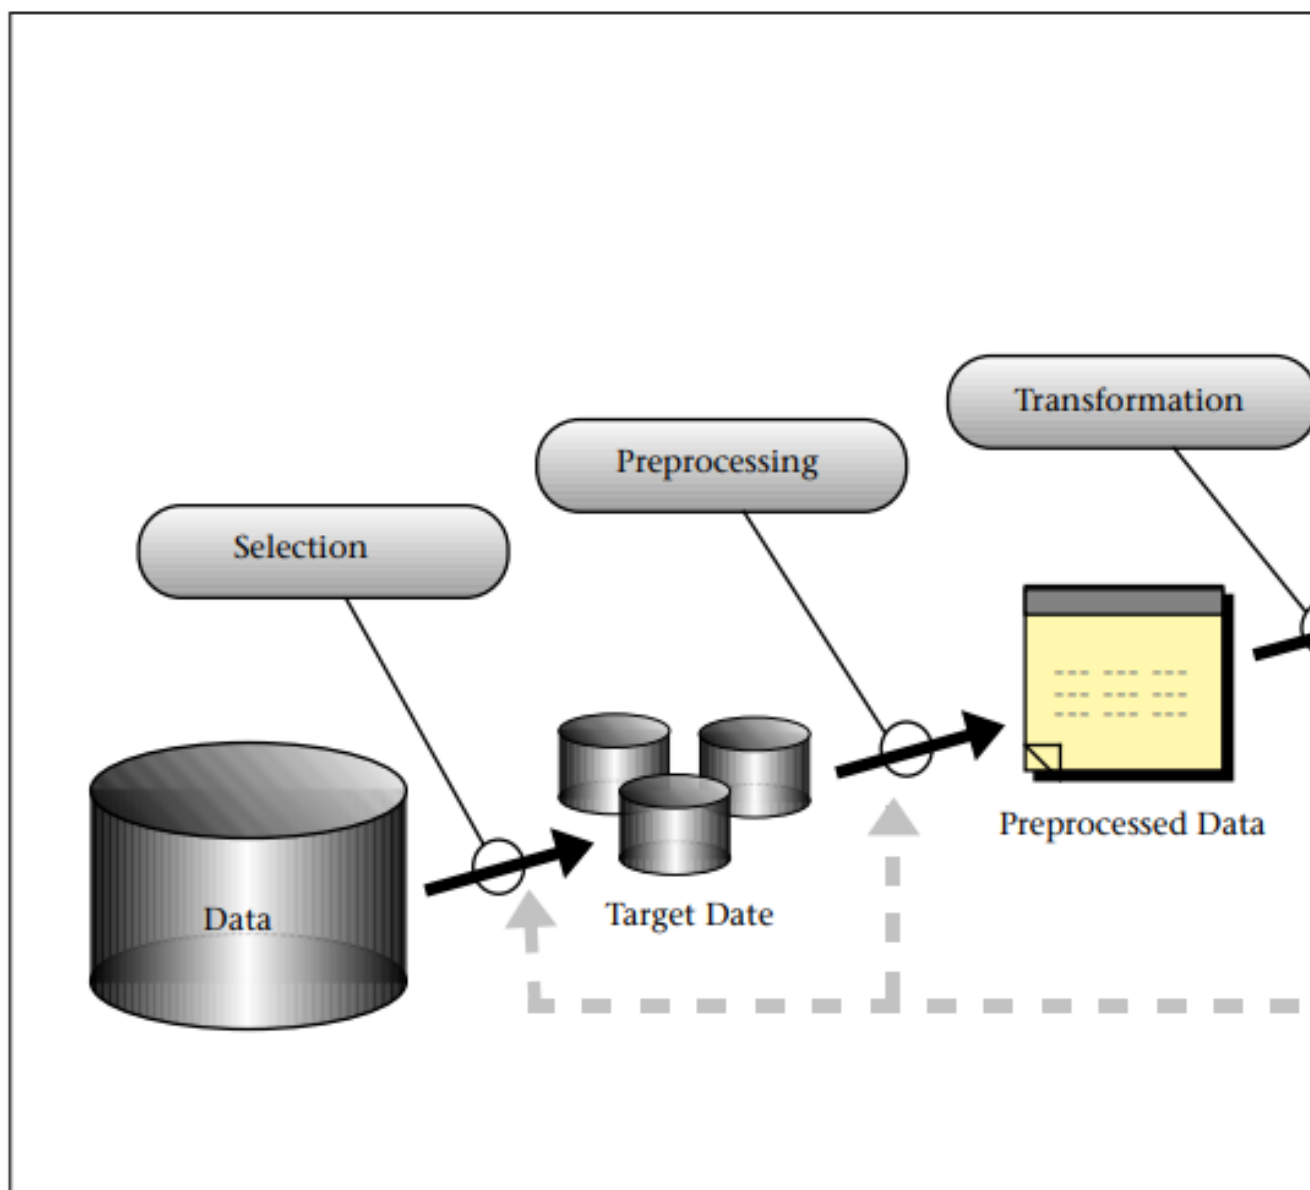 Transformation
Preprocessing
Selection
Preprocessed Data
Target Date
Data